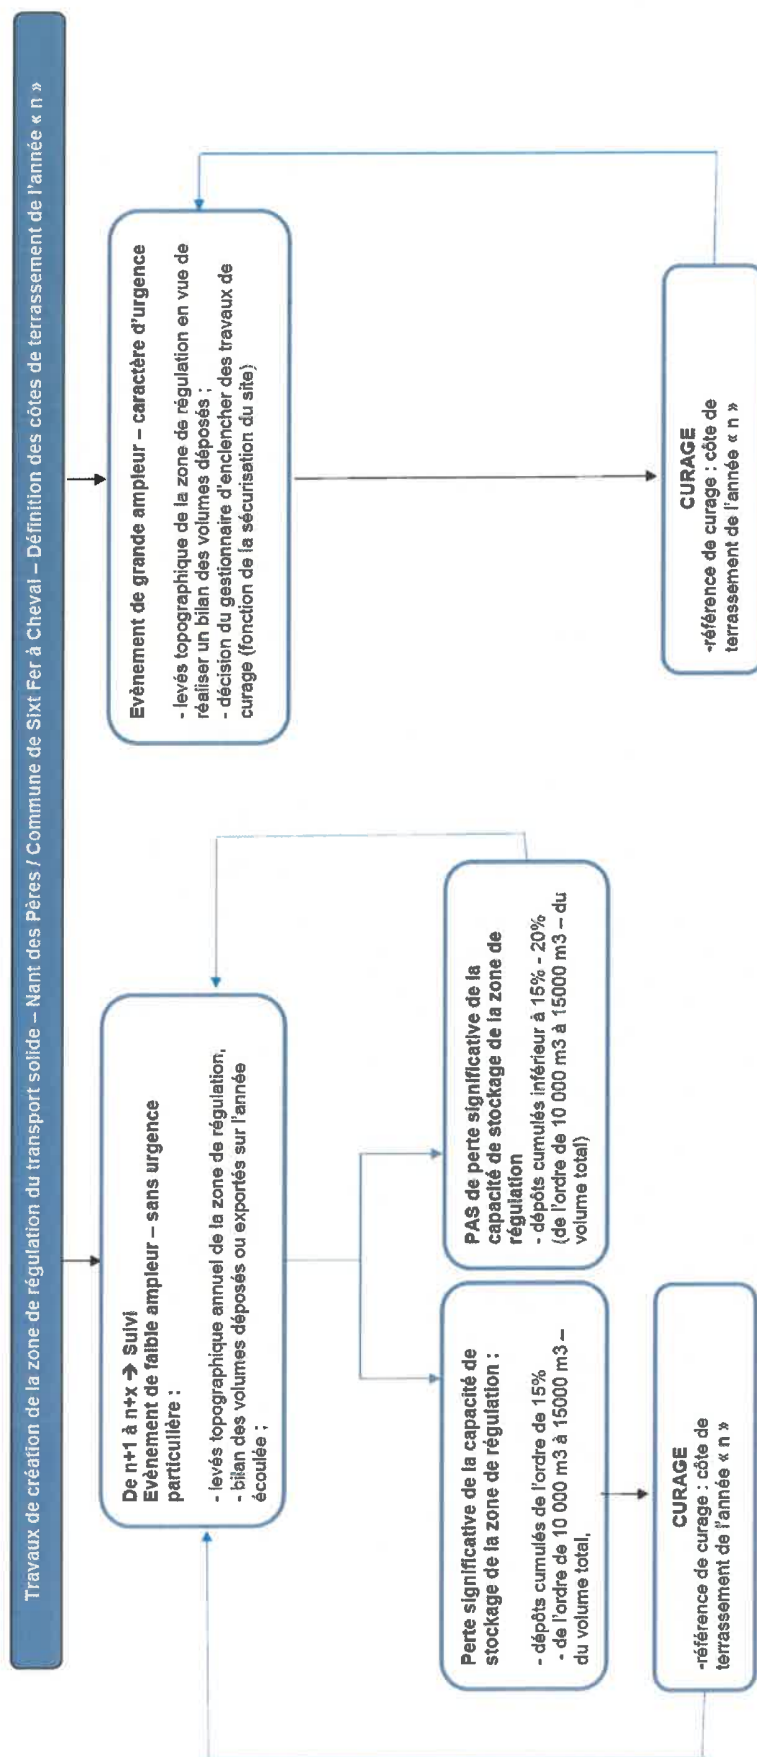 Travaux de création de la zone de régulation du transport solide – Nant des Pères / Commune de Sixt Fer à Cheval – Définition des côtes de terrassement de l'année « n »
De n+1 à n+x → Suivi
Evènement de faible ampleur – sans urgence
particulière :
- levés topographique annuel de la zone de régulation,
- bilan des volumes déposés ou exportés sur l'année
écoulée ;
Perte significative de la capacité de
stockage de la zone de régulation :
- dépôts cumulés de l'ordre de 15%
- de l'ordre de 10 000 m3 à 15000 m3 –
du volume total,
CURAGE
-référence de curage : côte de
terrassement de l'année « n »
PAS de perte significative de la
capacité de stockage de la zone de
régulation
- dépôts cumulés inférieur à 15% - 20%
(de l'ordre de 10 000 m3 à 15000 m3 – du
volume total)
Evènement de grande ampleur – caractère d'urgence
- levés topographique de la zone de régulation en vue de
réaliser un bilan des volumes déposés ;
- décision du gestionnaire d'enclencher des travaux de
curage (fonction de la sécurisation du site)
CURAGE
-référence de curage : côte de
terrassement de l'année « n »